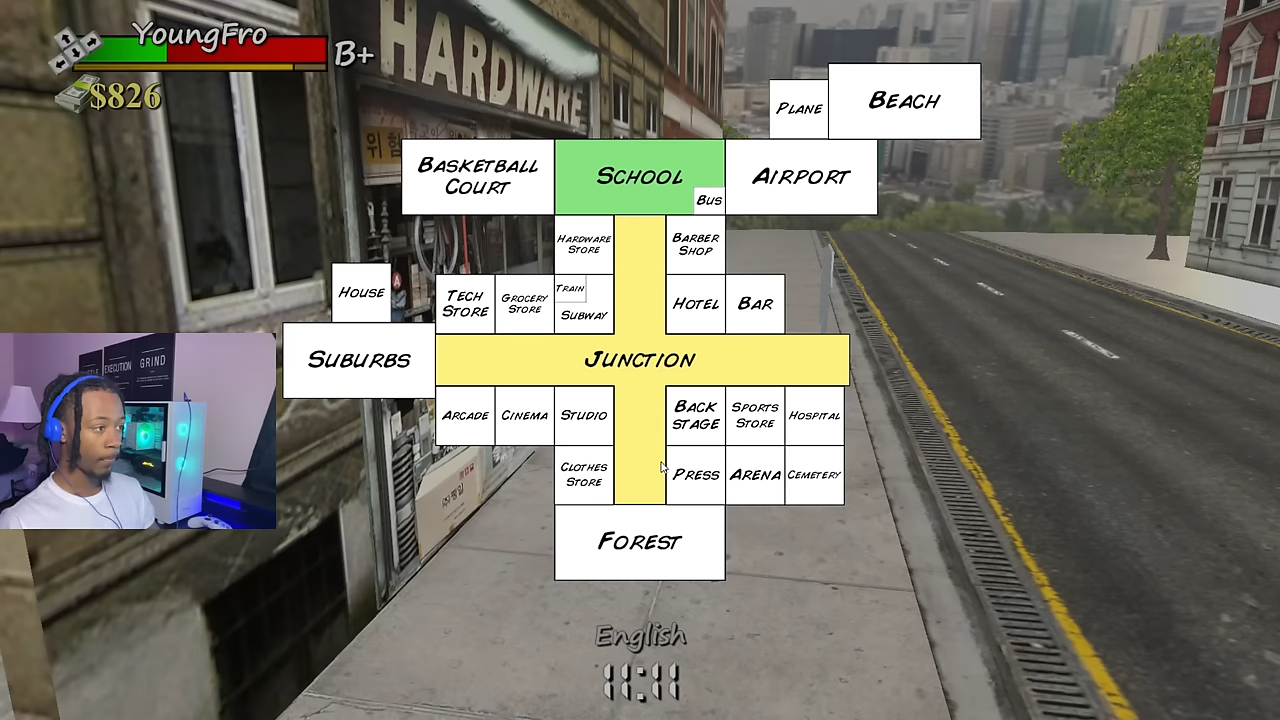 YoungFro
B+
$826
HARDWARE
위험
PLANE
BEACH
BASKETBALL
COURT
SCHOOL
BUS
AIRPORT
HARDWARE
STORE
BARBER
SHOP
HOUSE
TECH
STORE
GROCERY
STORE
TRAIN
SUBWAY
HOTEL
BAR
SUBURBS
JUNCTION
EXECUTION
GRIND
ARCADE
CINEMA
STUDIO
BACK
STAGE
SPORTS
STORE
HOSPITAL
CLOTHES
STORE
PRESS
ARENA
CEMETERY
FOREST
English
11:11